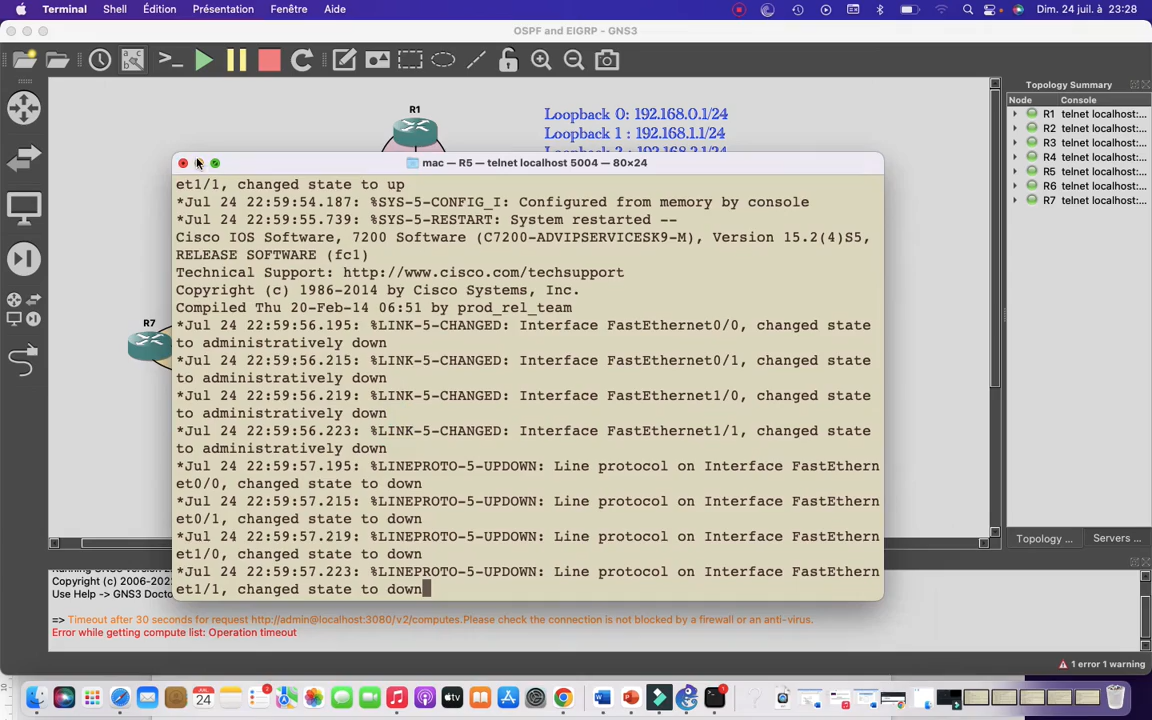 Terminal Shell Édition Présentation Fenêtre Aide Dim. 24 juil. à 23:28
OSPF and EIGRP - GNS3
Topology Summary
Node Console
R1 telnet localhost:...
R2 telnet localhost:...
R3 telnet localhost:...
R4 telnet localhost:...
R5 telnet localhost:...
R6 telnet localhost:...
R7 telnet localhost:...
R1
Loopback 0: 192.168.0.1/24
Loopback 1 : 192.168.1.1/24
R7
mac — R5 — telnet localhost 5004 — 80×24
et1/1, changed state to up
*Jul 24 22:59:54.187: %SYS-5-CONFIG_I: Configured from memory by console
*Jul 24 22:59:55.739: %SYS-5-RESTART: System restarted --
Cisco IOS Software, 7200 Software (C7200-ADVIPSERVICESK9-M), Version 15.2(4)S5,
RELEASE SOFTWARE (fc1)
Technical Support: http://www.cisco.com/techsupport
Copyright (c) 1986-2014 by Cisco Systems, Inc.
Compiled Thu 20-Feb-14 06:51 by prod_rel_team
*Jul 24 22:59:56.195: %LINK-5-CHANGED: Interface FastEthernet0/0, changed state
to administratively down
*Jul 24 22:59:56.215: %LINK-5-CHANGED: Interface FastEthernet0/1, changed state
to administratively down
*Jul 24 22:59:56.219: %LINK-5-CHANGED: Interface FastEthernet1/0, changed state
to administratively down
*Jul 24 22:59:56.223: %LINK-5-CHANGED: Interface FastEthernet1/1, changed state
to administratively down
*Jul 24 22:59:57.195: %LINEPROTO-5-UPDOWN: Line protocol on Interface FastEthern
et0/0, changed state to down
*Jul 24 22:59:57.215: %LINEPROTO-5-UPDOWN: Line protocol on Interface FastEthern
et0/1, changed state to down
*Jul 24 22:59:57.219: %LINEPROTO-5-UPDOWN: Line protocol on Interface FastEthern
et1/0, changed state to down
*Jul 24 22:59:57.223: %LINEPROTO-5-UPDOWN: Line protocol on Interface FastEthern
et1/1, changed state to down
Topology ... Servers ...
Copyright (c) 2006-2022
Use Help -> GNS3 Docto
=> Timeout after 30 seconds for request http://admin@localhost:3080/v2/computes.Please check the connection is not blocked by a firewall or an anti-virus.
Error while getting compute list: Operation timeout
1 error 1 warning